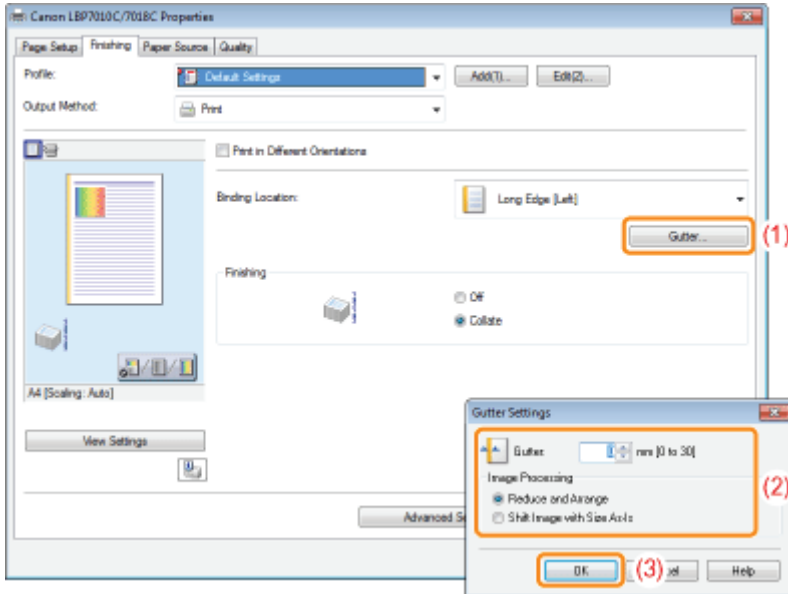 Canon LBP7010C/7018C Properties
Page Setup Finishing Paper Source Quality
Profile: Default Settings Add(1)... Edit(2)...
Output Method: Print
Print in Different Orientations
Binding Location: Long Edge [Left]
Gutter... (1)
Finishing
Off
Collate
A4 [Scaling: Auto]
View Settings
Advanced Se
Gutter Settings
Gutter: mm [0 to 30]
Image Processing
Reduce and Arrange
Shift Image with Size As-Is
(2)
OK (3) Help